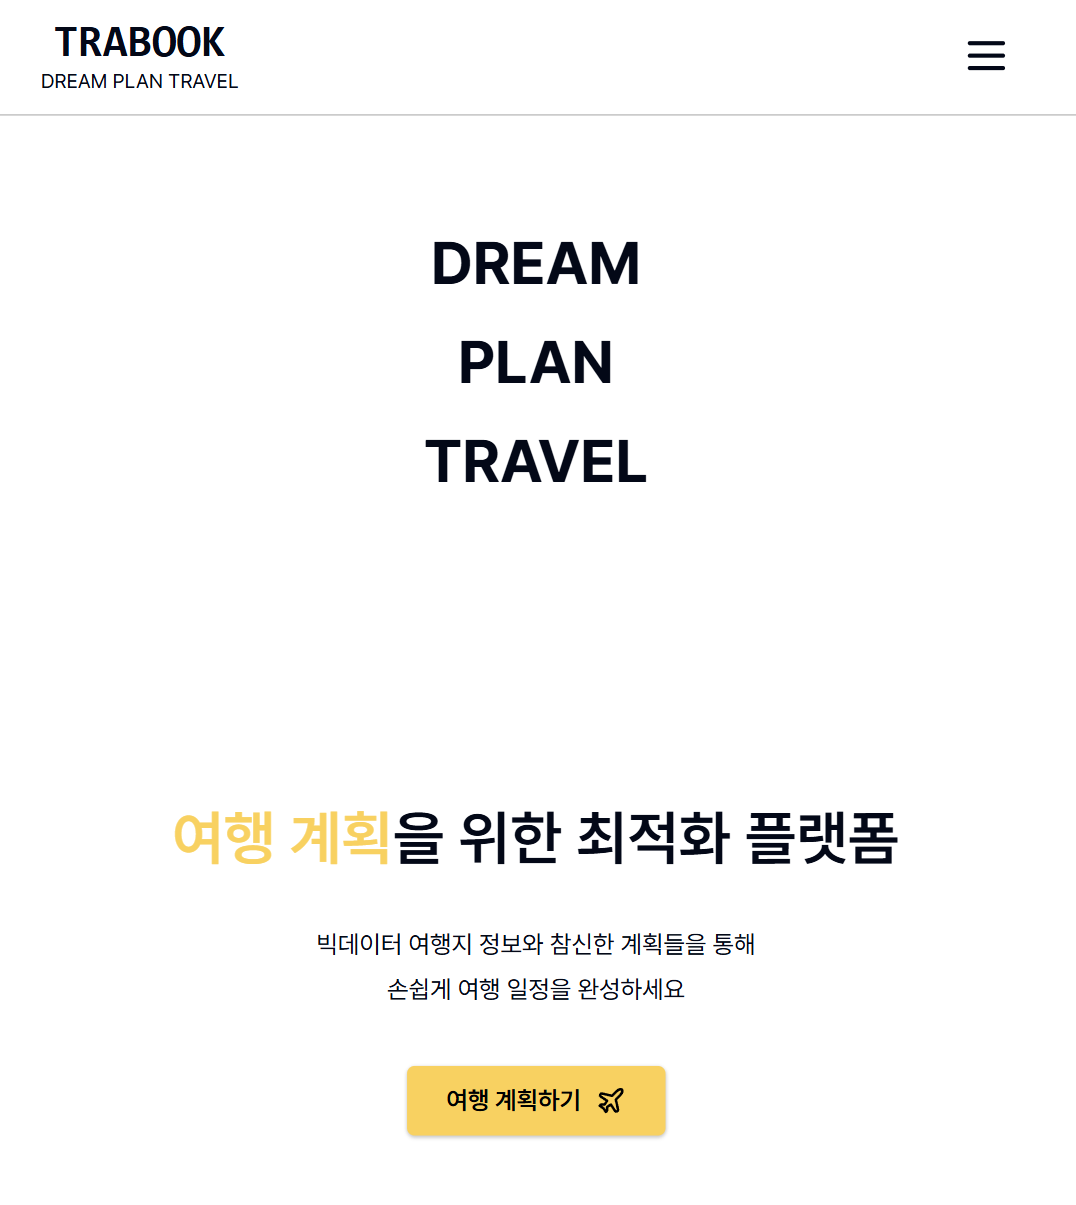 TRABOOK
DREAM PLAN TRAVEL
DREAM
PLAN
TRAVEL
여행 계획을 위한 최적화 플랫폼
빅데이터 여행지 정보와 참신한 계획들을 통해
손쉽게 여행 일정을 완성하세요
여행 계획하기